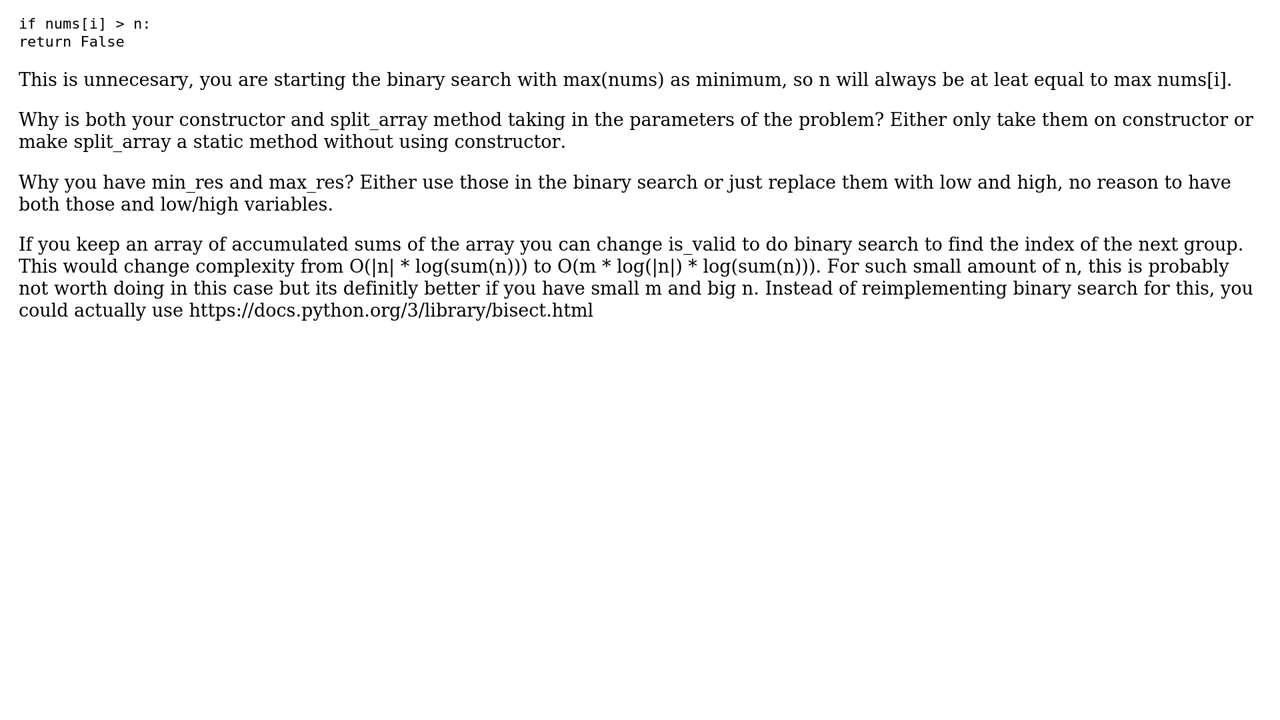 if nums[i] > n:
return False
This is unnecesary, you are starting the binary search with max(nums) as minimum, so n will always be at leat equal to max nums[i].
Why is both your constructor and split_array method taking in the parameters of the problem? Either only take them on constructor or
make split_array a static method without using constructor.
Why you have min_res and max_res? Either use those in the binary search or just replace them with low and high, no reason to have
both those and low/high variables.
If you keep an array of accumulated sums of the array you can change is_valid to do binary search to find the index of the next group.
This would change complexity from O(|n| * log(sum(n))) to O(m * log(|n|) * log(sum(n))). For such small amount of n, this is probably
not worth doing in this case but its definitly better if you have small m and big n. Instead of reimplementing binary search for this, you
could actually use https://docs.python.org/3/library/bisect.html